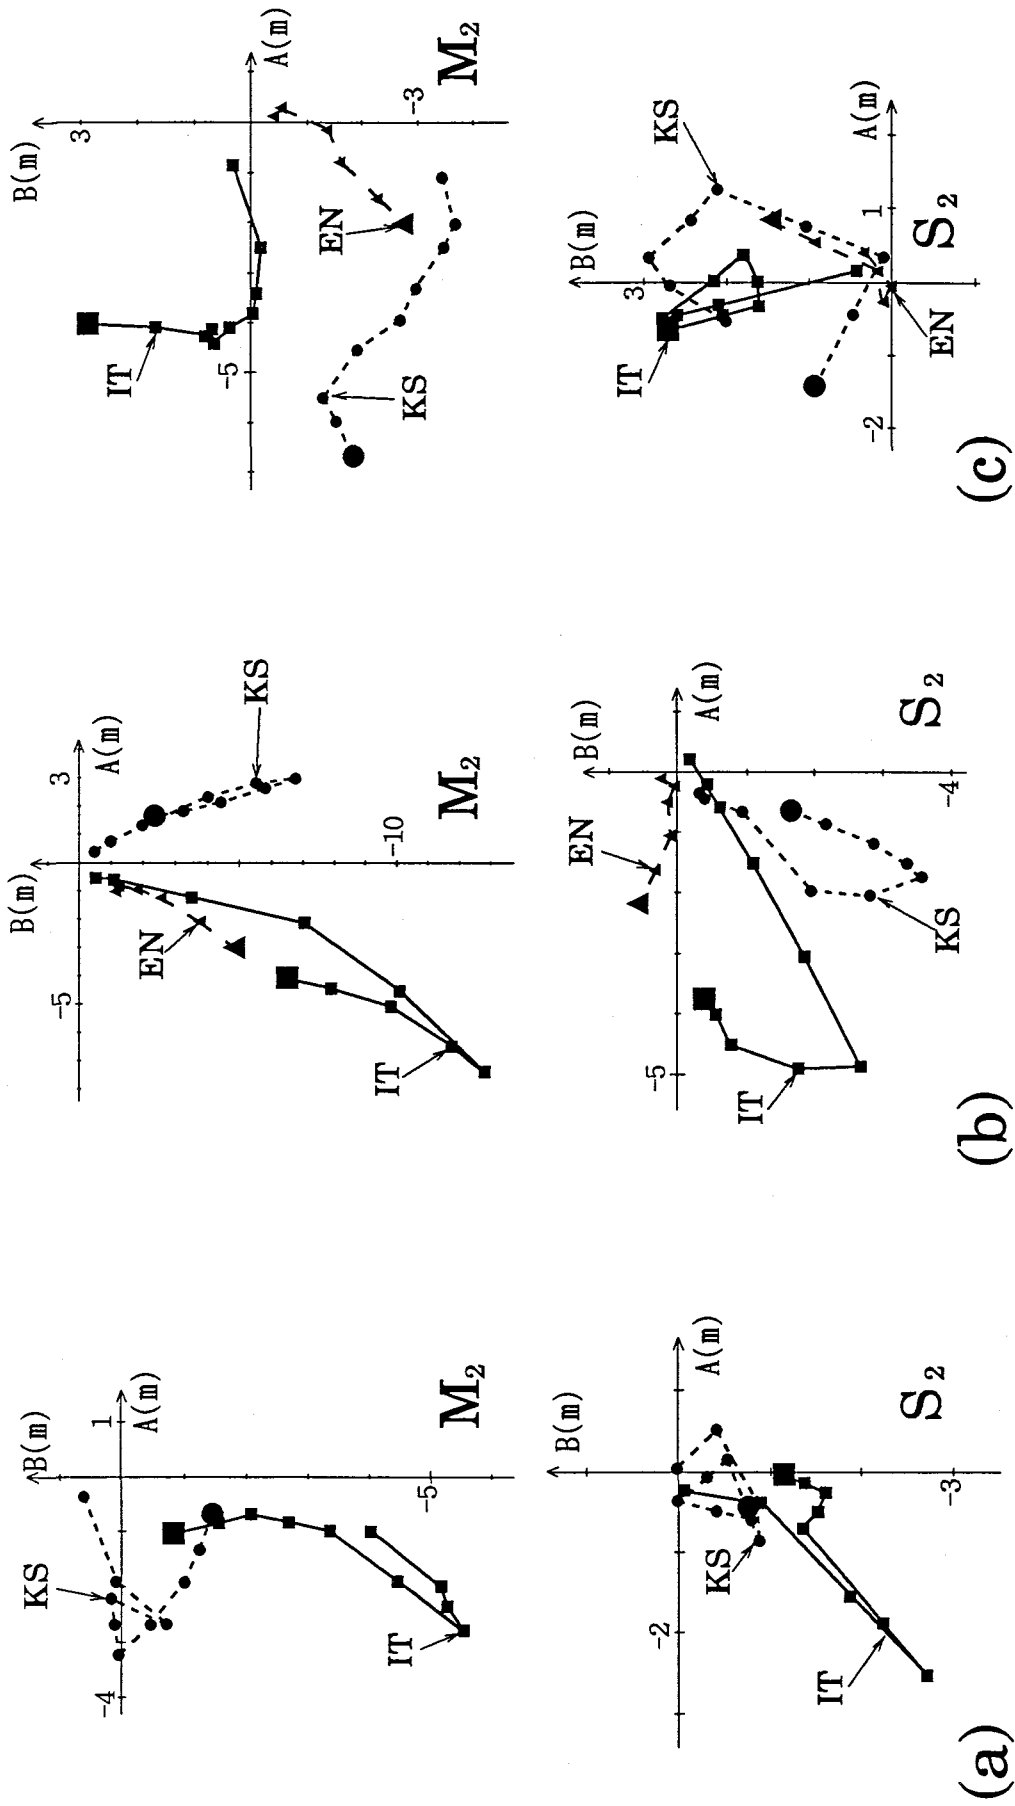 B(m)
KS
1
A(m)
-4
IT
-5
M₂
B(m)
3
A(m)
KS
EN
-5
-10
IT
M₂
B(m)
3
A(m)
IT
EN
-5
KS
-3
M₂
B(m)
A(m)
KS
-2
-3
IT
S₂
(a)
B(m)
EN
A(m)
-5
IT
KS
-4
S₂
(b)
B(m)
KS
3
A(m)
1
IT
EN
-2
S₂
(c)